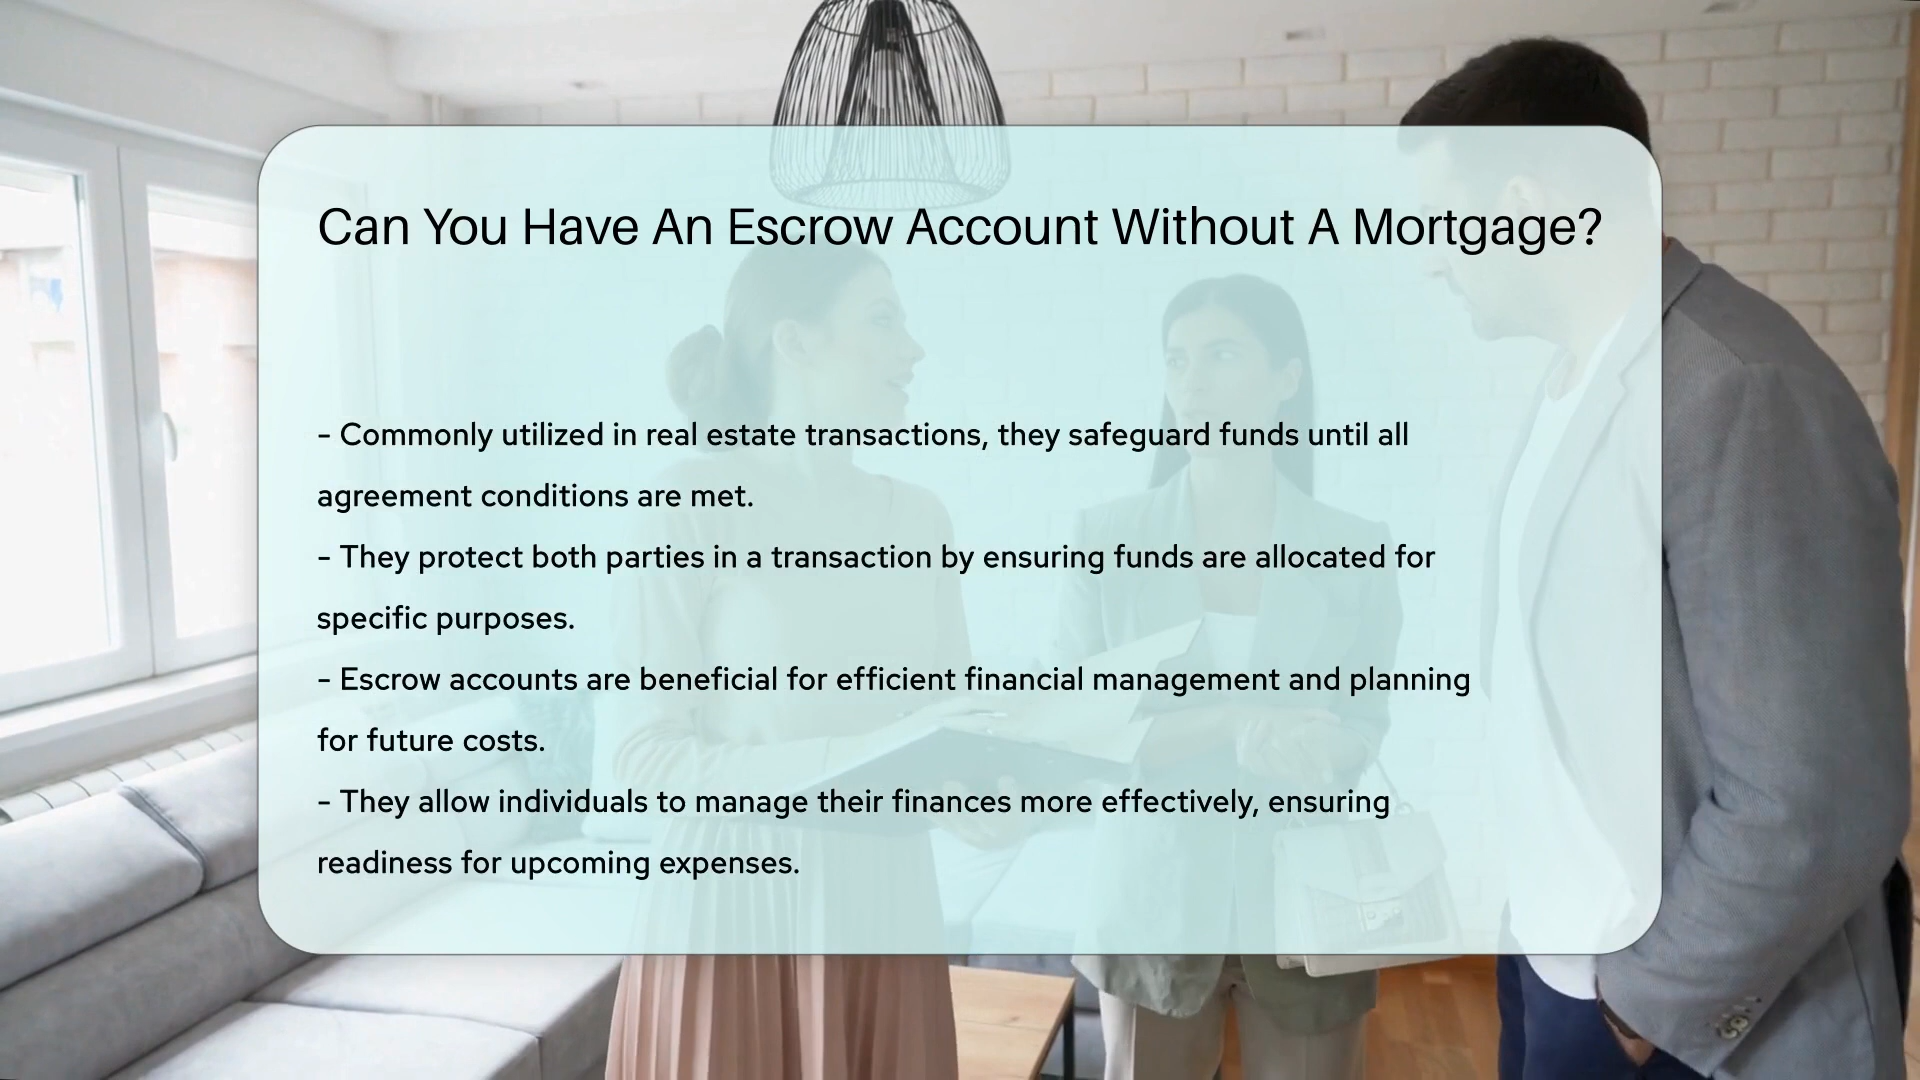 Can You Have An Escrow Account Without A Mortgage?
- Commonly utilized in real estate transactions, they safeguard funds until all
agreement conditions are met.
- They protect both parties in a transaction by ensuring funds are allocated for
specific purposes.
- Escrow accounts are beneficial for efficient financial management and planning
for future costs.
- They allow individuals to manage their finances more effectively, ensuring
readiness for upcoming expenses.